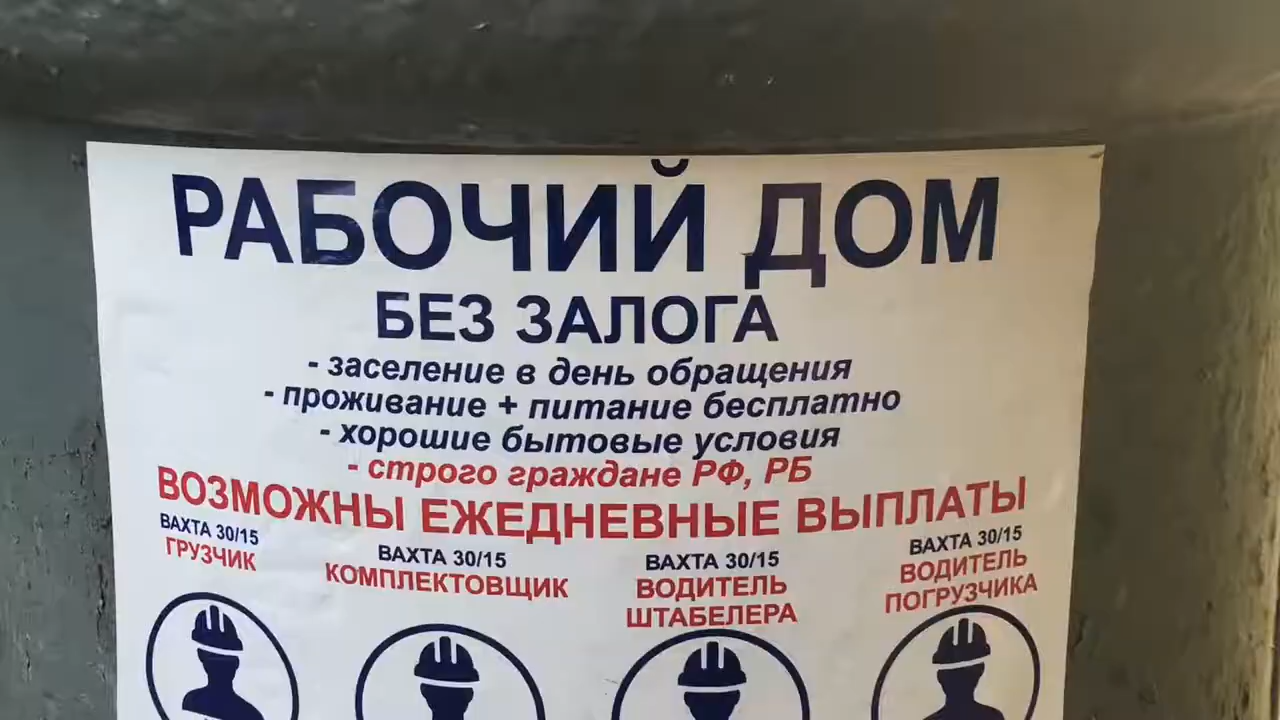 РАБОЧИЙ ДОМ
БЕЗ ЗАЛОГА
- заселение в день обращения
- проживание + питание бесплатно
- хорошие бытовые условия
- строго граждане РФ, РБ
ВОЗМОЖНЫ ЕЖЕДНЕВНЫЕ ВЫПЛАТЫ
ВАХТА 30/15
ГРУЗЧИК
ВАХТА 30/15
КОМПЛЕКТОВЩИК
ВАХТА 30/15
ВОДИТЕЛЬ
ШТАБЕЛЕРА
ВАХТА 30/15
ВОДИТЕЛЬ
ПОГРУЗЧИКА